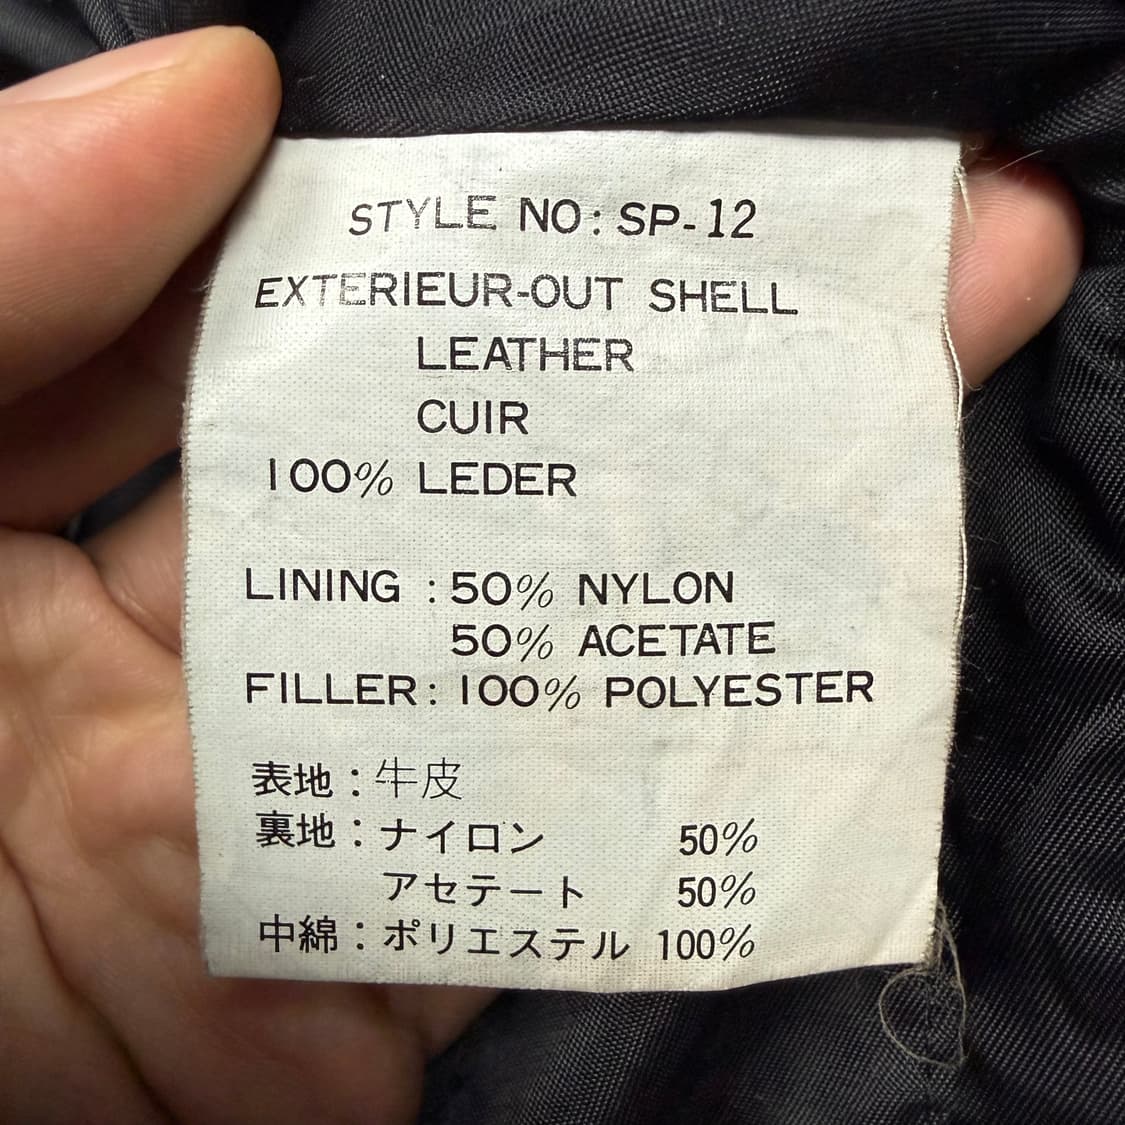 STYLE NO: SP-12
EXTERIEUR-OUT SHELL
LEATHER
CUIR
100% LEDER
LINING : 50% NYLON
50% ACETATE
FILLER: 100% POLYESTER
表地：牛皮
裏地：ナイロン 50%
アセテート 50%
中綿：ポリエステル 100%